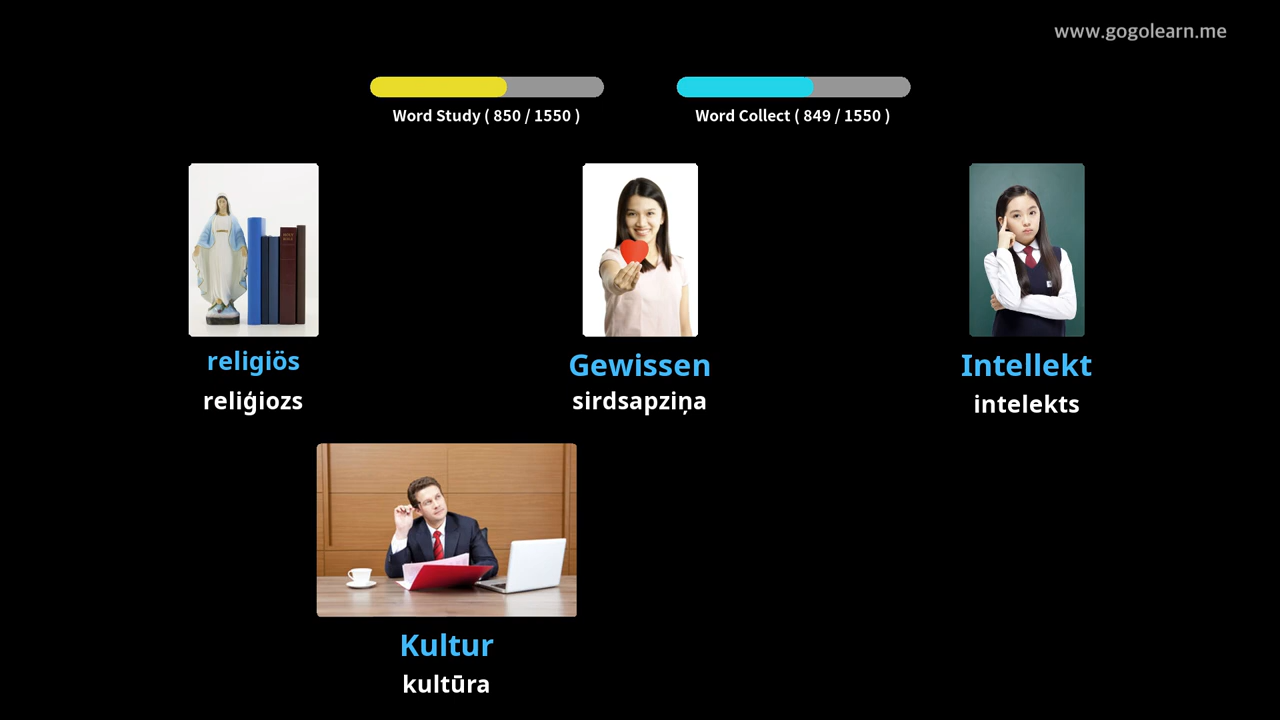 www.gogolearn.me
Word Study ( 850 / 1550 )
Word Collect ( 849 / 1550 )
religiös
reliģiozs
Gewissen
sirdsapziņa
Intellekt
intelekts
Kultur
kultūra